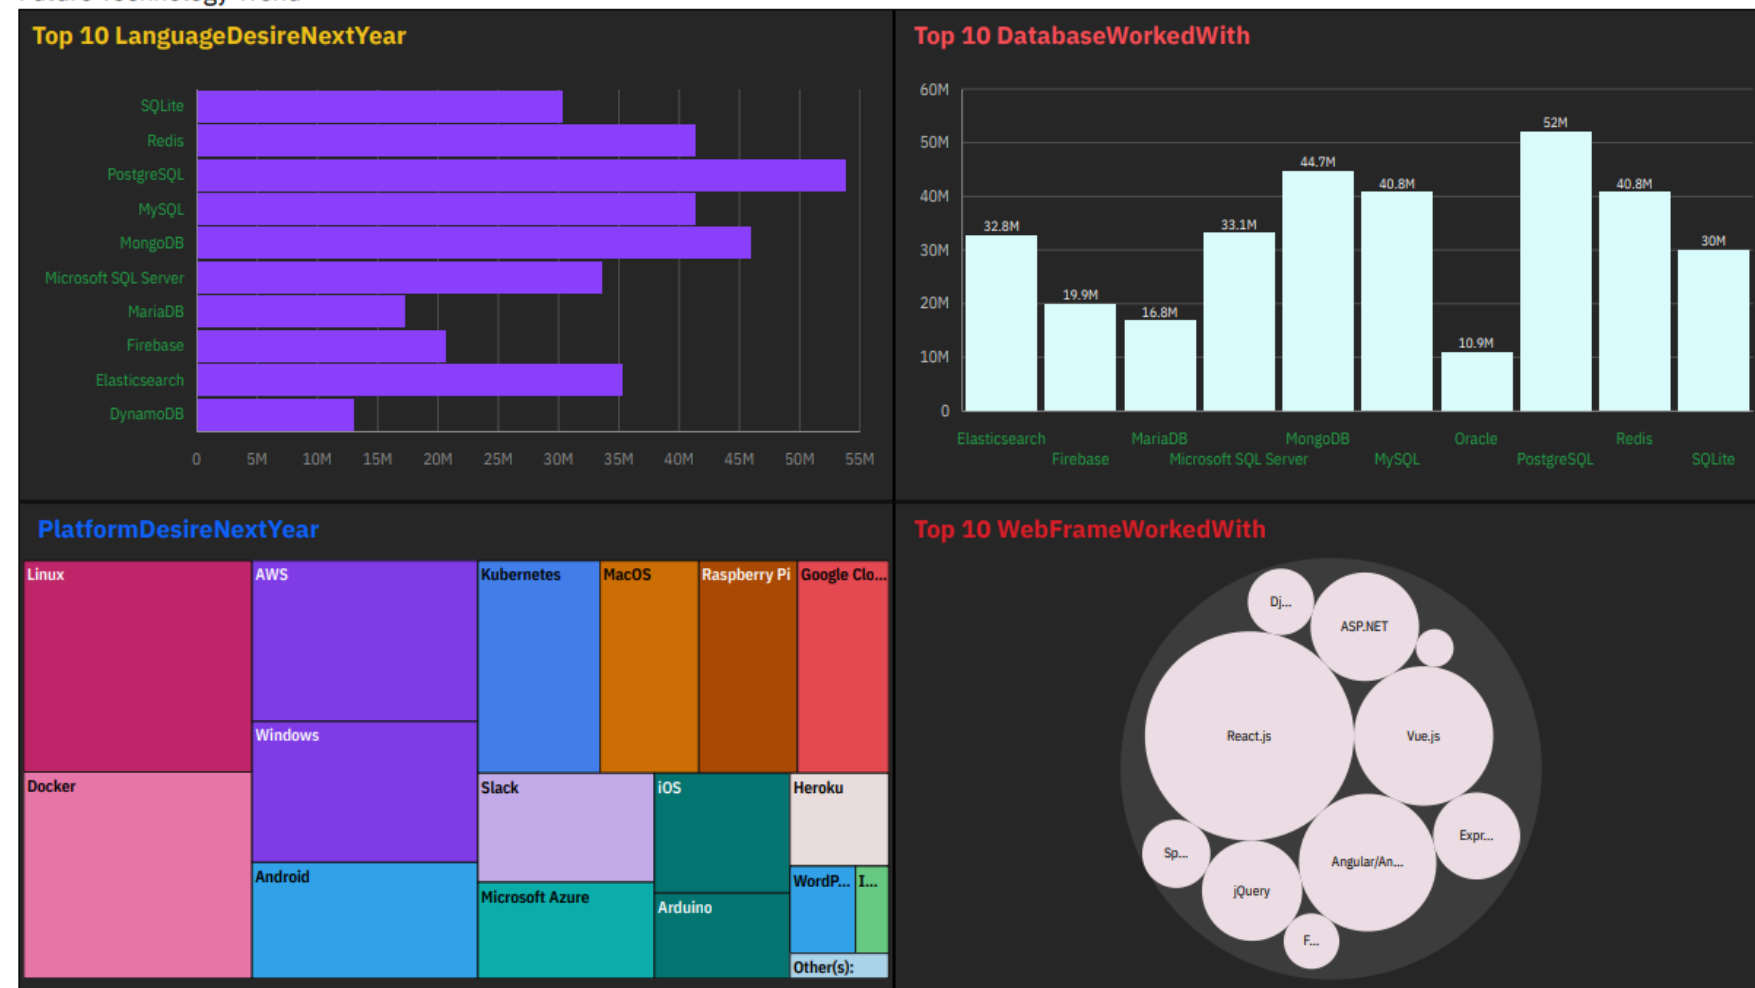 Future Technology Trend
Top 10 LanguageDesireNextYear
SQLite
Redis
PostgreSQL
MySQL
MongoDB
Microsoft SQL Server
MariaDB
Firebase
Elasticsearch
DynamoDB
0 5M 10M 15M 20M 25M 30M 35M 40M 45M 50M 55M
Top 10 DatabaseWorkedWith
60M
50M
40M
30M
20M
10M
0
32.8M
19.9M
16.8M
33.1M
44.7M
40.8M
10.9M
52M
40.8M
30M
Elasticsearch
Firebase
MariaDB
Microsoft SQL Server
MongoDB
MySQL
Oracle
PostgreSQL
Redis
SQLite
PlatformDesireNextYear
Linux
AWS
Kubernetes
MacOS
Raspberry Pi
Google Clo...
Windows
Docker
Slack
iOS
Heroku
Android
Microsoft Azure
Arduino
WordP...
I...
Other(s):
Top 10 WebFrameWorkedWith
Dj...
ASP.NET
React.js
Vue.js
Expr...
Sp...
Angular/An...
jQuery
F...